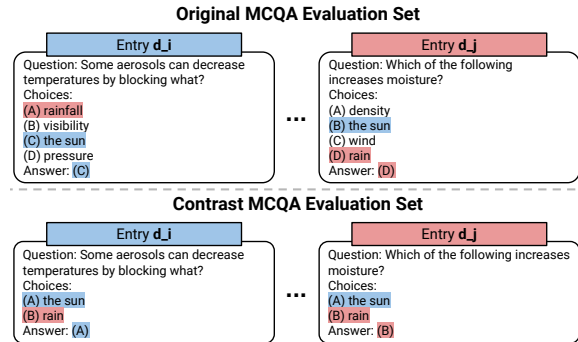 Original MCQA Evaluation Set
Entry d_i
Question: Some aerosols can decrease
temperatures by blocking what?
Choices:
(A) rainfall
(B) visibility
(C) the sun
(D) pressure
Answer: (C)
...
Entry d_j
Question: Which of the following
increases moisture?
Choices:
(A) density
(B) the sun
(C) wind
(D) rain
Answer: (D)
Contrast MCQA Evaluation Set
Entry d_i
Question: Some aerosols can decrease
temperatures by blocking what?
Choices:
(A) the sun
(B) rain
Answer: (A)
...
Entry d_j
Question: Which of the following increases
moisture?
Choices:
(A) the sun
(B) rain
Answer: (B)